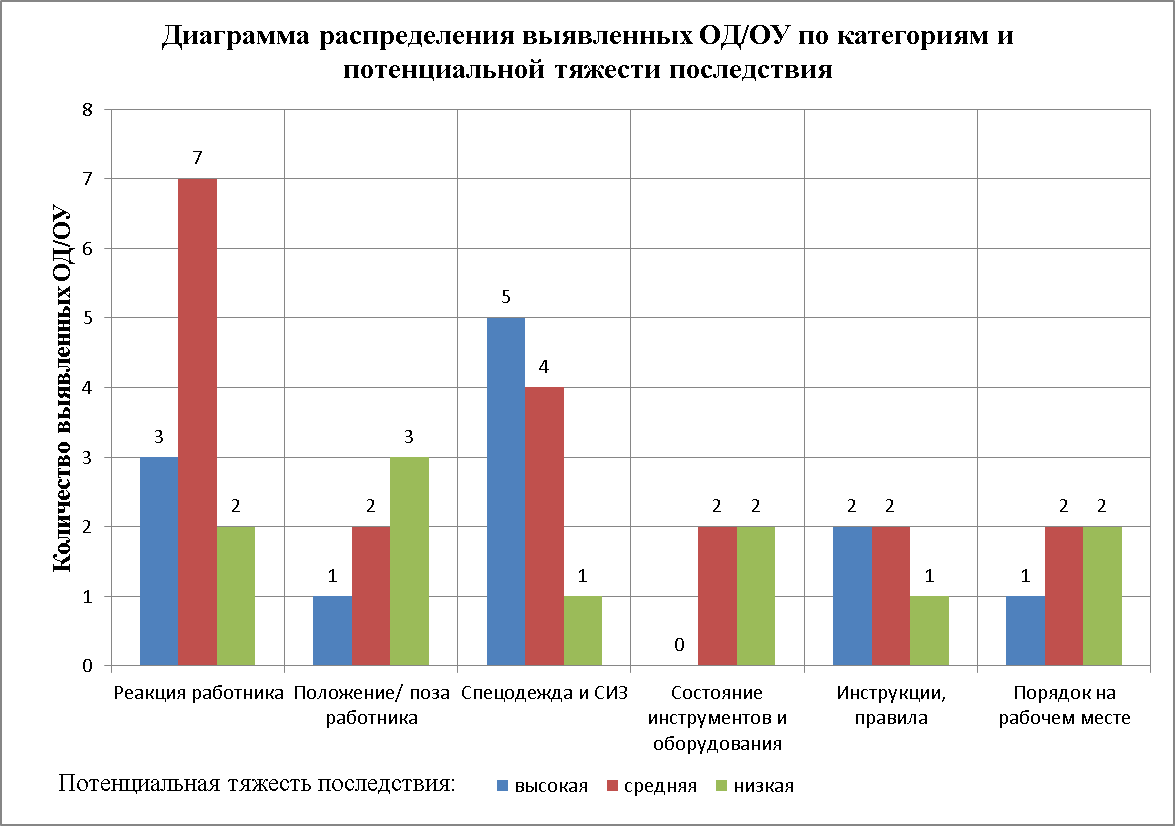 Диаграмма распределения выявленных ОД/ОУ по категориям и
потенциальной тяжести последствия
Количество выявленных ОД/ОУ
8
7
6
5
4
3
2
1
0
3
7
2
1
2
3
5
4
1
0
2
2
2
2
1
1
2
2
Реакция работника
Положение/ поза
работника
Спецодежда и СИЗ
Состояние
инструментов и
оборудования
Инструкции,
правила
Порядок на
рабочем месте
Потенциальная тяжесть последствия:
высокая
средняя
низкая